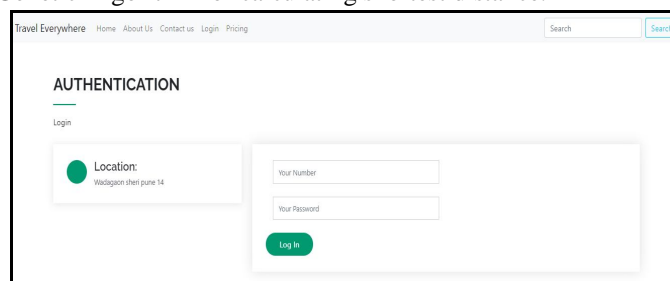 Travel Everywhere Home About Us Contact us Login Pricing Search Search
AUTHENTICATION
Login
Location:
Wadagaon sheri pune 14
Your Number
Your Password
Log In